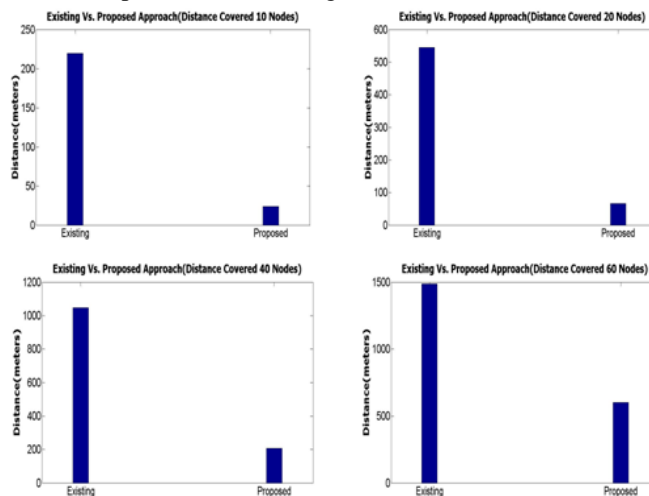 Existing Vs. Proposed Approach(Distance Covered 10 Nodes)
Distance(meters)
250
200
150
100
50
0
Existing
Proposed
Existing Vs. Proposed Approach(Distance Covered 20 Nodes)
Distance(meters)
600
500
400
300
200
100
0
Existing
Proposed
Existing Vs. Proposed Approach(Distance Covered 40 Nodes)
Distance(meters)
1200
1000
800
600
400
200
0
Existing
Proposed
Existing Vs. Proposed Approach(Distance Covered 60 Nodes)
Distance(meters)
1500
1000
500
0
Existing
Proposed